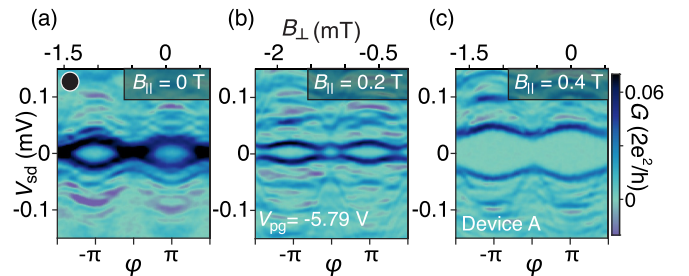 (a) (b) B⊥ (mT) (c)
-1.5 0 -2 -0.5 -1.5 0
B|| = 0 T B|| = 0.2 T B|| = 0.4 T
0.1 0.1 0.1 0.06
Vsd (mV) 0 0 0 G (2e²/h) 0
-0.1 -0.1 -0.1
Vpg= -5.79 V Device A
-π φ π -π φ π -π φ π